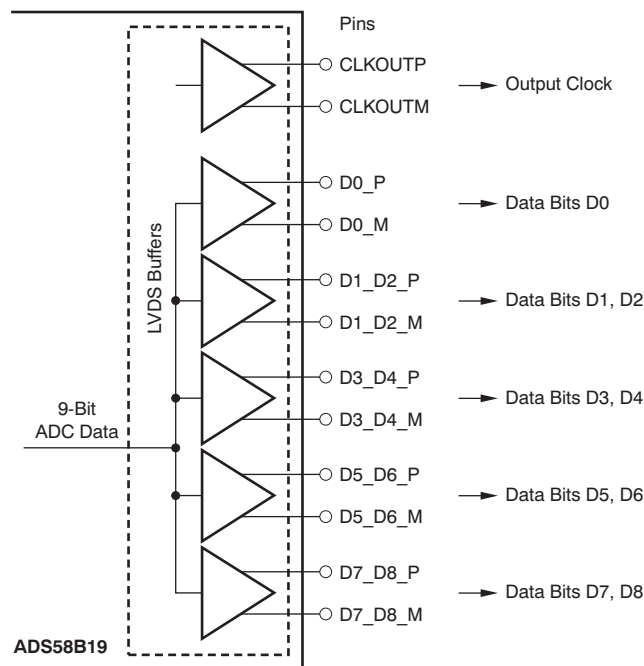 Pins
CLKOUTP
CLKOUTM
Output Clock
D0_P
D0_M
Data Bits D0
LVDS Buffers
D1_D2_P
D1_D2_M
Data Bits D1, D2
D3_D4_P
D3_D4_M
Data Bits D3, D4
9-Bit
ADC Data
D5_D6_P
D5_D6_M
Data Bits D5, D6
D7_D8_P
D7_D8_M
Data Bits D7, D8
ADS58B19